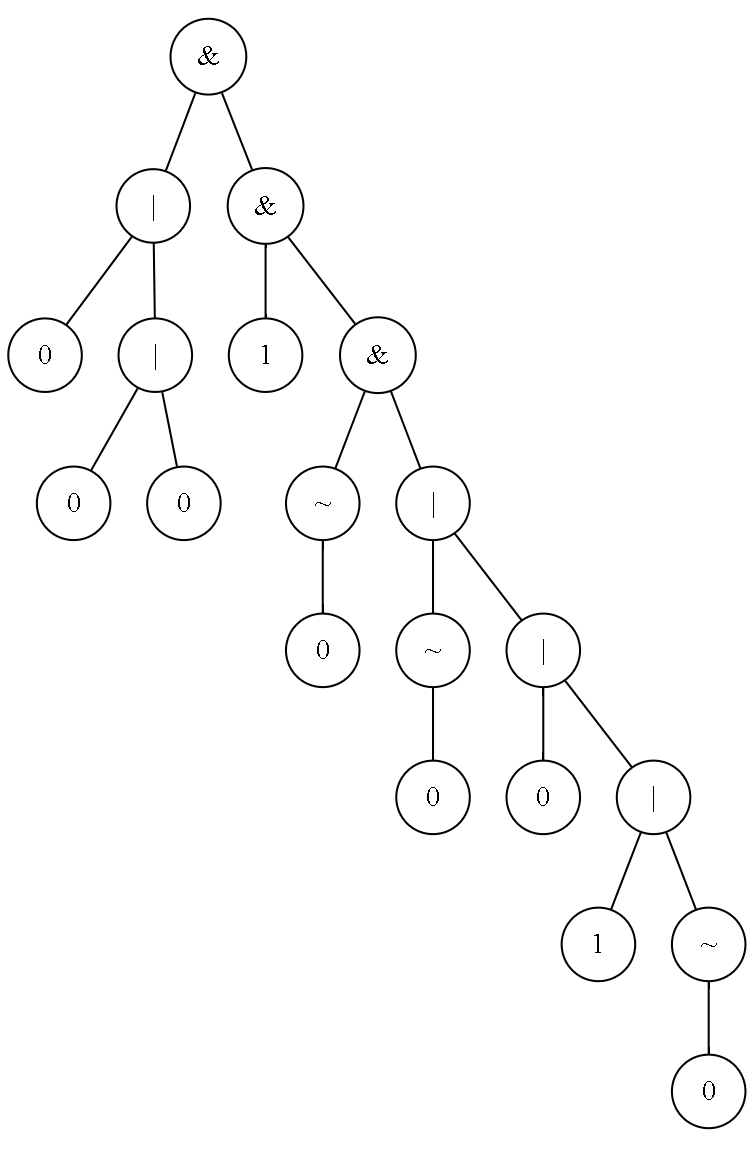 &
| &
0 | 1 &
0 0 ~ |
0 ~ |
0 0 |
1 ~
0